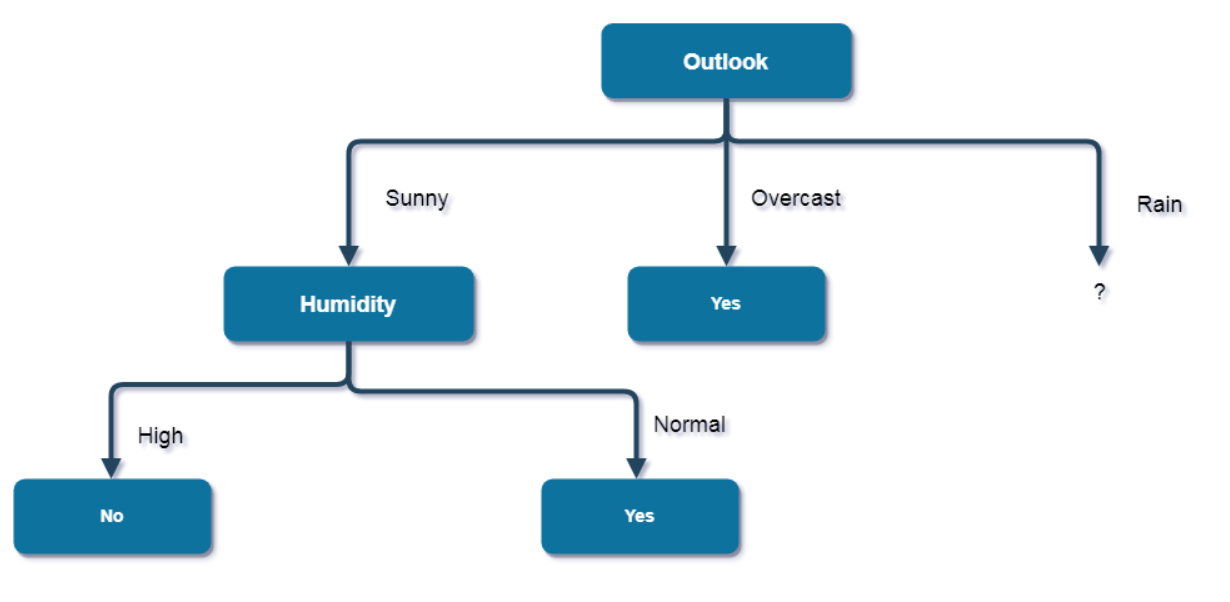 Outlook
Sunny
Overcast
Rain
Humidity
Yes
?
High
Normal
No
Yes